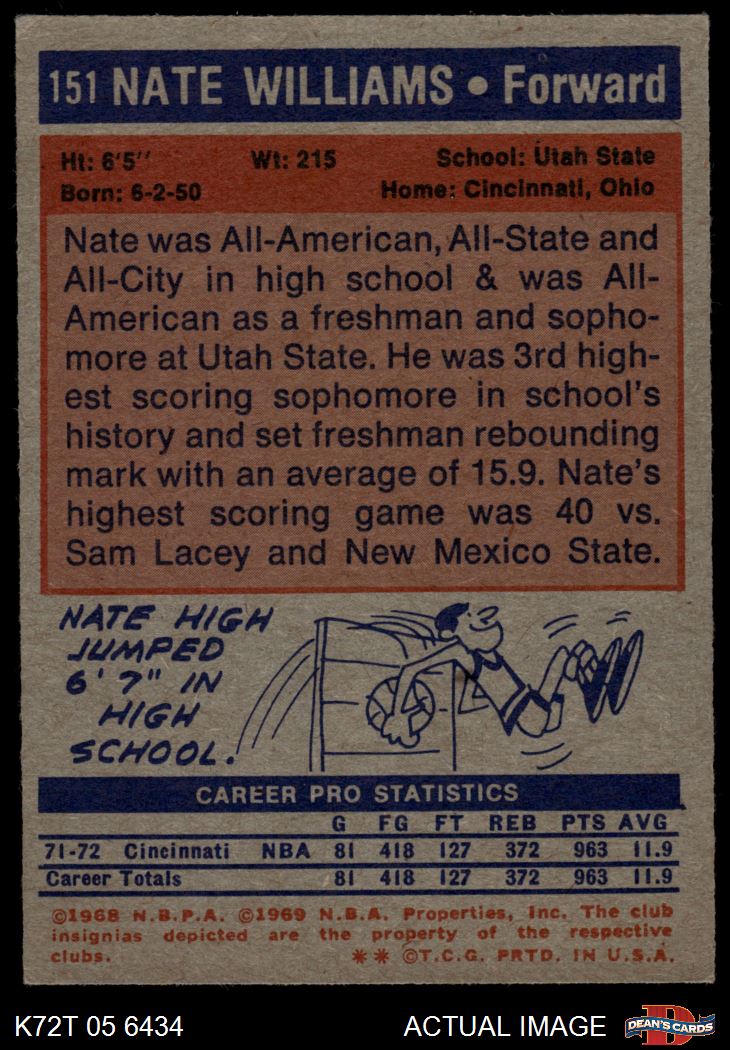 151 NATE WILLIAMS • Forward
Ht: 6'5'' Wt: 215 School: Utah State
Born: 6-2-50 Home: Cincinnati, Ohio
Nate was All-American, All-State and
All-City in high school & was All-
American as a freshman and sopho-
more at Utah State. He was 3rd high-
est scoring sophomore in school's
history and set freshman rebounding
mark with an average of 15.9. Nate's
highest scoring game was 40 vs.
Sam Lacey and New Mexico State.
NATE HIGH
JUMPED
6' 7" IN
HIGH
SCHOOL.
CAREER PRO STATISTICS
G FG FT REB PTS AVG
71-72 Cincinnati NBA 81 418 127 372 963 11.9
Career Totals 81 418 127 372 963 11.9
©1968 N.B.P.A. ©1969 N.B.A. Properties, Inc. The club
insignias depicted are the property of the respective
clubs. ** ©T.C.G. PRTD. IN U.S.A.
K72T 05 6434 ACTUAL IMAGE D DEAN'S CARDS